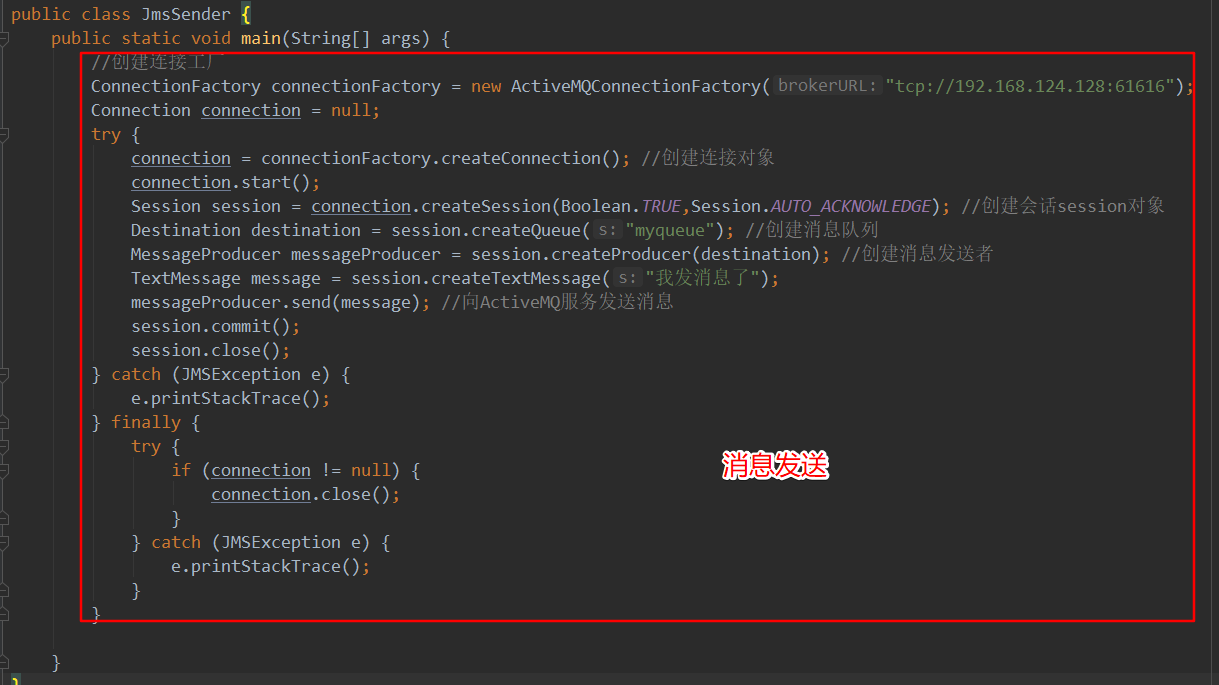 public class JmsSender {
public static void main(String[] args) {
//创建连接工厂
ConnectionFactory connectionFactory = new ActiveMQConnectionFactory( brokerURL: "tcp://192.168.124.128:61616");
Connection connection = null;
try {
connection = connectionFactory.createConnection(); //创建连接对象
connection.start();
Session session = connection.createSession(Boolean.TRUE,Session.AUTO_ACKNOWLEDGE); //创建会话session对象
Destination destination = session.createQueue( s: "myqueue"); //创建消息队列
MessageProducer messageProducer = session.createProducer(destination); //创建消息发送者
TextMessage message = session.createTextMessage( s: "我发消息了");
messageProducer.send(message); //向ActiveMQ服务发送消息
session.commit();
session.close();
} catch (JMSException e) {
e.printStackTrace();
} finally {
try {
if (connection != null) {
connection.close();
}
} catch (JMSException e) {
e.printStackTrace();
}
}
}
}
消息发送